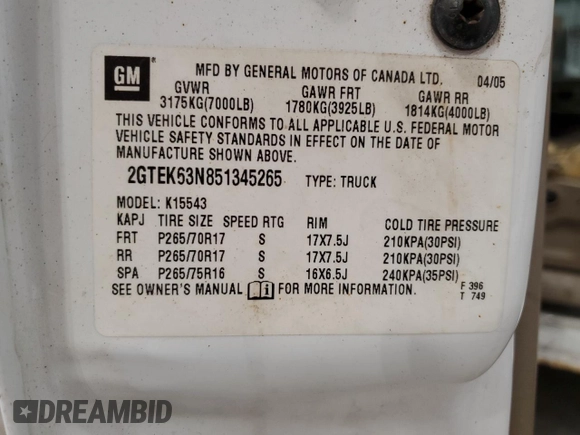 GM ®
MFD BY GENERAL MOTORS OF CANADA LTD. 04/05
GVWR GAWR FRT GAWR RR
3175KG(7000LB) 1780KG(3925LB) 1814KG(4000LB)
THIS VEHICLE CONFORMS TO ALL APPLICABLE U.S. FEDERAL MOTOR
VEHICLE SAFETY STANDARDS IN EFFECT ON THE DATE OF
MANUFACTURE SHOWN ABOVE.
2GTEK63N851345265 TYPE: TRUCK
MODEL: K15543
KAPJ TIRE SIZE SPEED RTG RIM COLD TIRE PRESSURE
FRT P265/70R17 S 17X7.5J 210KPA(30PSI)
RR P265/70R17 S 17X7.5J 210KPA(30PSI)
SPA P265/75R16 S 16X6.5J 240KPA(35PSI)
SEE OWNER'S MANUAL i FOR MORE INFORMATION.
F 396
T 749
DREAMBID